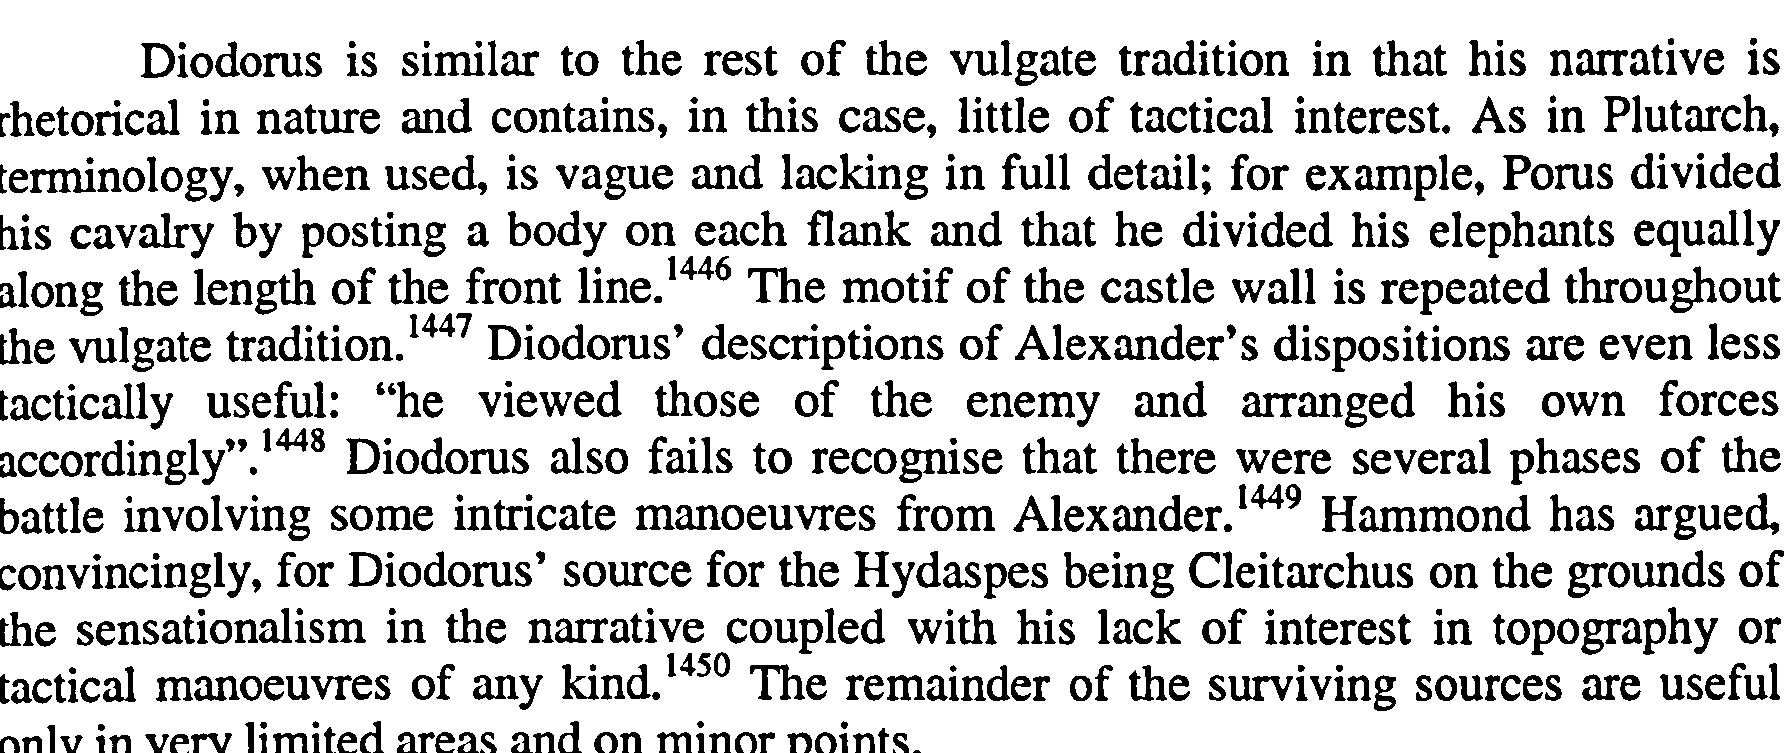 Diodorus is similar to the rest of the vulgate tradition in that his narrative is
rhetorical in nature and contains, in this case, little of tactical interest. As in Plutarch,
terminology, when used, is vague and lacking in full detail; for example, Porus divided
his cavalry by posting a body on each flank and that he divided his elephants equally
along the length of the front line.1446 The motif of the castle wall is repeated throughout
the vulgate tradition.1447 Diodorus’ descriptions of Alexander’s dispositions are even less
tactically useful: “he viewed those of the enemy and arranged his own forces
accordingly”.1448 Diodorus also fails to recognise that there were several phases of the
battle involving some intricate manoeuvres from Alexander.1449 Hammond has argued,
convincingly, for Diodorus’ source for the Hydaspes being Cleitarchus on the grounds of
the sensationalism in the narrative coupled with his lack of interest in topography or
tactical manoeuvres of any kind.1450 The remainder of the surviving sources are useful
only in very limited areas and on minor points.